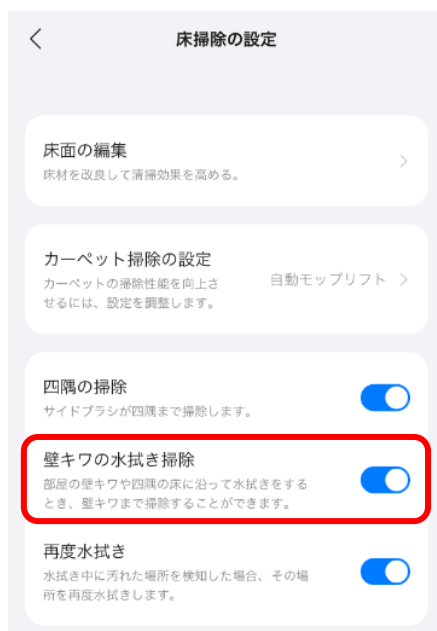 床掃除の設定
床面の編集
床材を改良して清掃効果を高める。
カーペット掃除の設定
カーペットの掃除性能を向上さ
せるには、設定を調整します。
自動モップリフト
四隅の掃除
サイドブラシが四隅まで掃除します。
壁キワの水拭き掃除
部屋の壁キワや四隅の床に沿って水拭きをする
とき、壁キワまで掃除することができます。
再度水拭き
水拭き中に汚れた場所を検知した場合、その場
所を再度水拭きします。